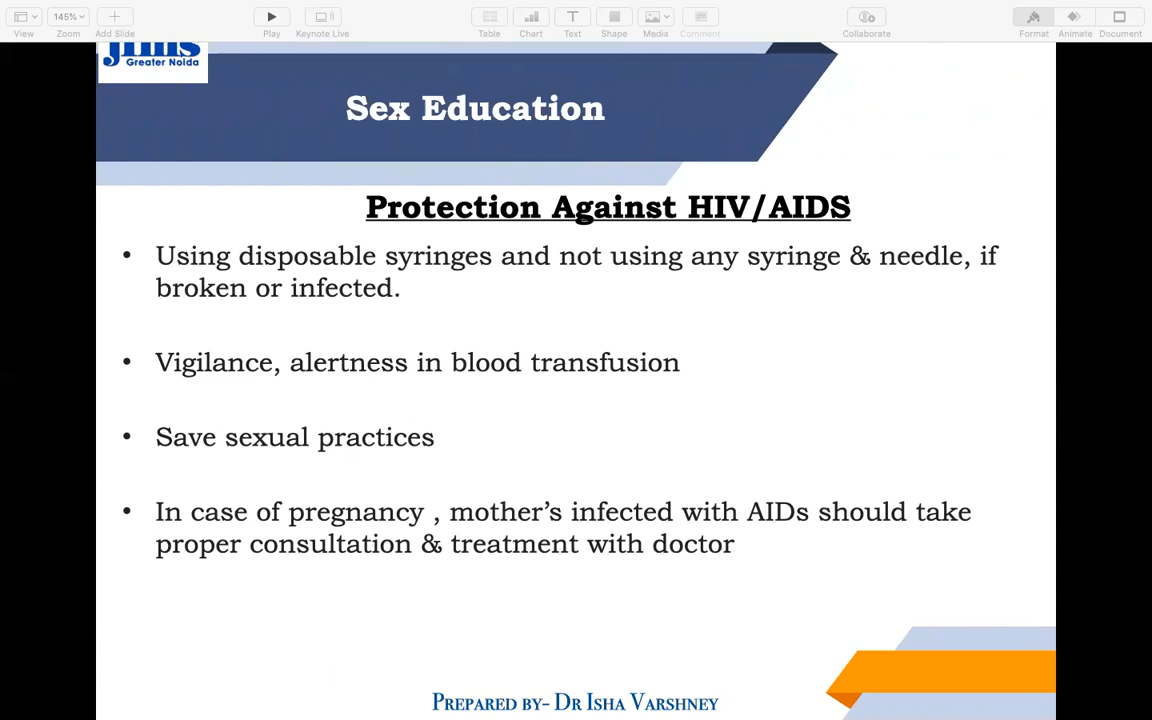 View
145%
Zoom
Add Slide
Play
Keynote Live
Table
Chart
Text
Shape
Media
Comment
Collaborate
Format
Animate
Document
jims
Greater Noida
Sex Education
Protection Against HIV/AIDS
• Using disposable syringes and not using any syringe & needle, if
broken or infected.
• Vigilance, alertness in blood transfusion
• Save sexual practices
• In case of pregnancy , mother’s infected with AIDs should take
proper consultation & treatment with doctor
Prepared by- Dr Isha Varshney